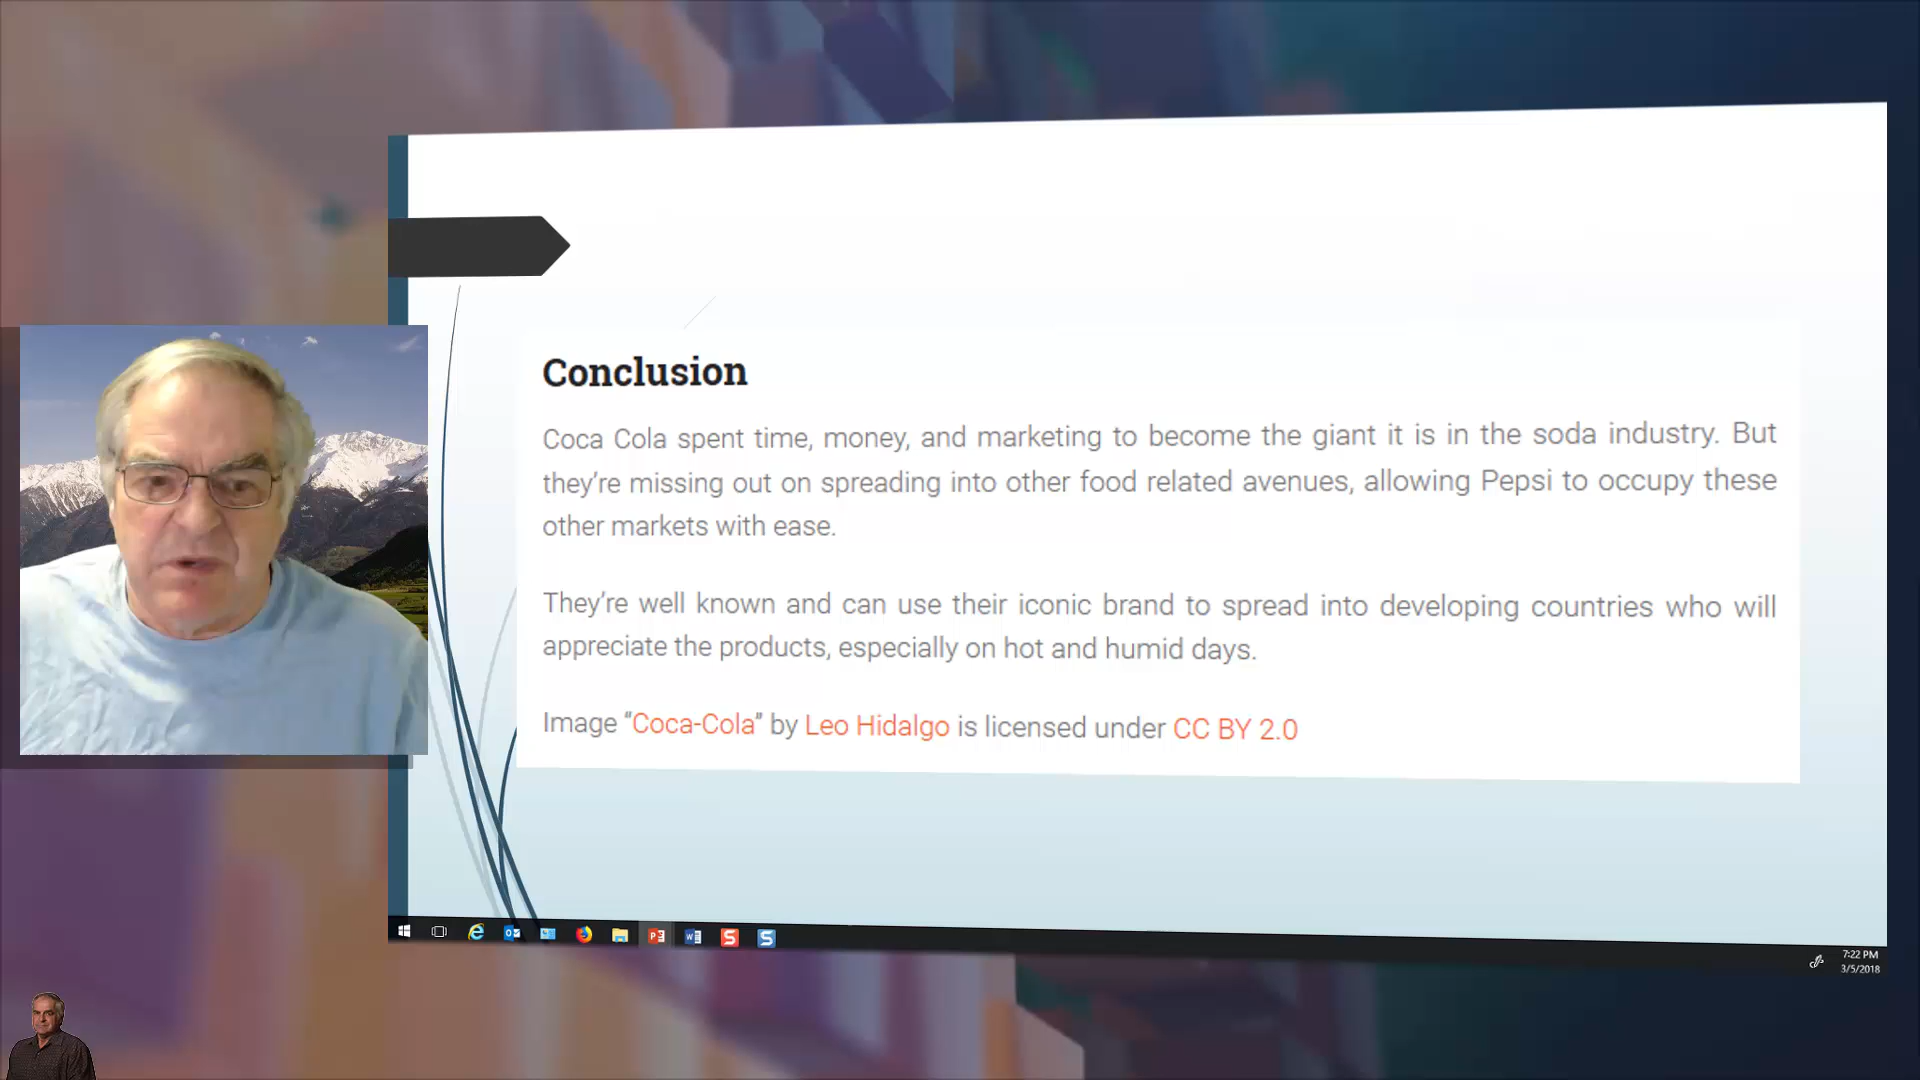 Conclusion
Coca Cola spent time, money, and marketing to become the giant it is in the soda industry. But
they’re missing out on spreading into other food related avenues, allowing Pepsi to occupy these
other markets with ease.
They’re well known and can use their iconic brand to spread into developing countries who will
appreciate the products, especially on hot and humid days.
Image “Coca-Cola” by Leo Hidalgo is licensed under CC BY 2.0
7:22 PM
3/5/2018